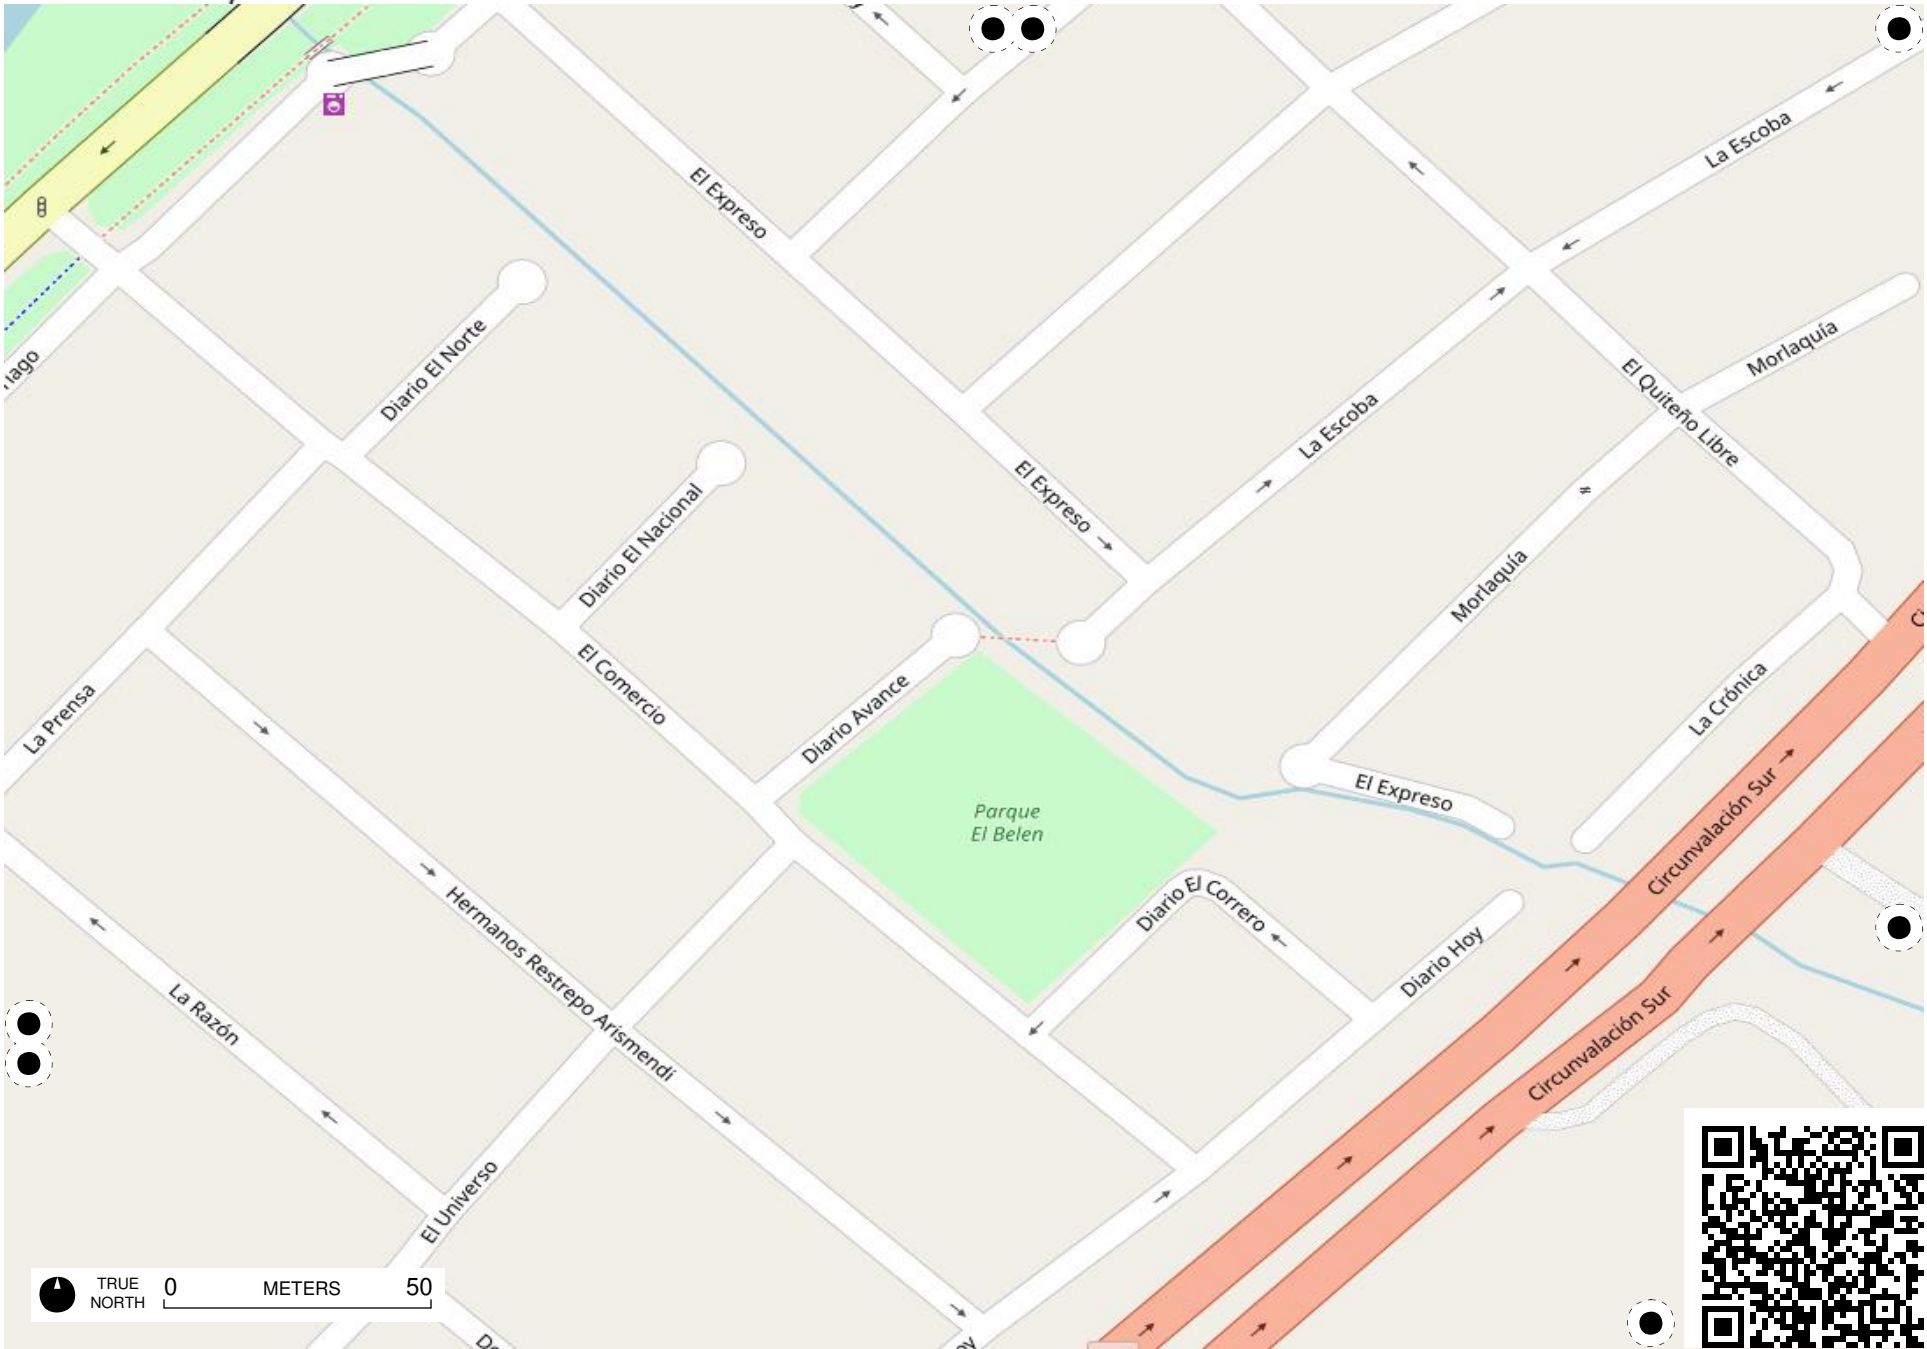 La Escoba
El Expreso
Diario El Norte
Morlaquía
El Quiteño Libre
La Escoba
El Expreso
Diario El Nacional
Morlaquía
El Comercio
Diario Avance
La Prensa
La Crónica
El Expreso
Circunvalación Sur
Parque
El Belen
Diario El Correro
Diario Hoy
Hermanos Restrepo Arismendi
La Razón
Circunvalación Sur
El Universo
TRUE
NORTH
0 METERS 50